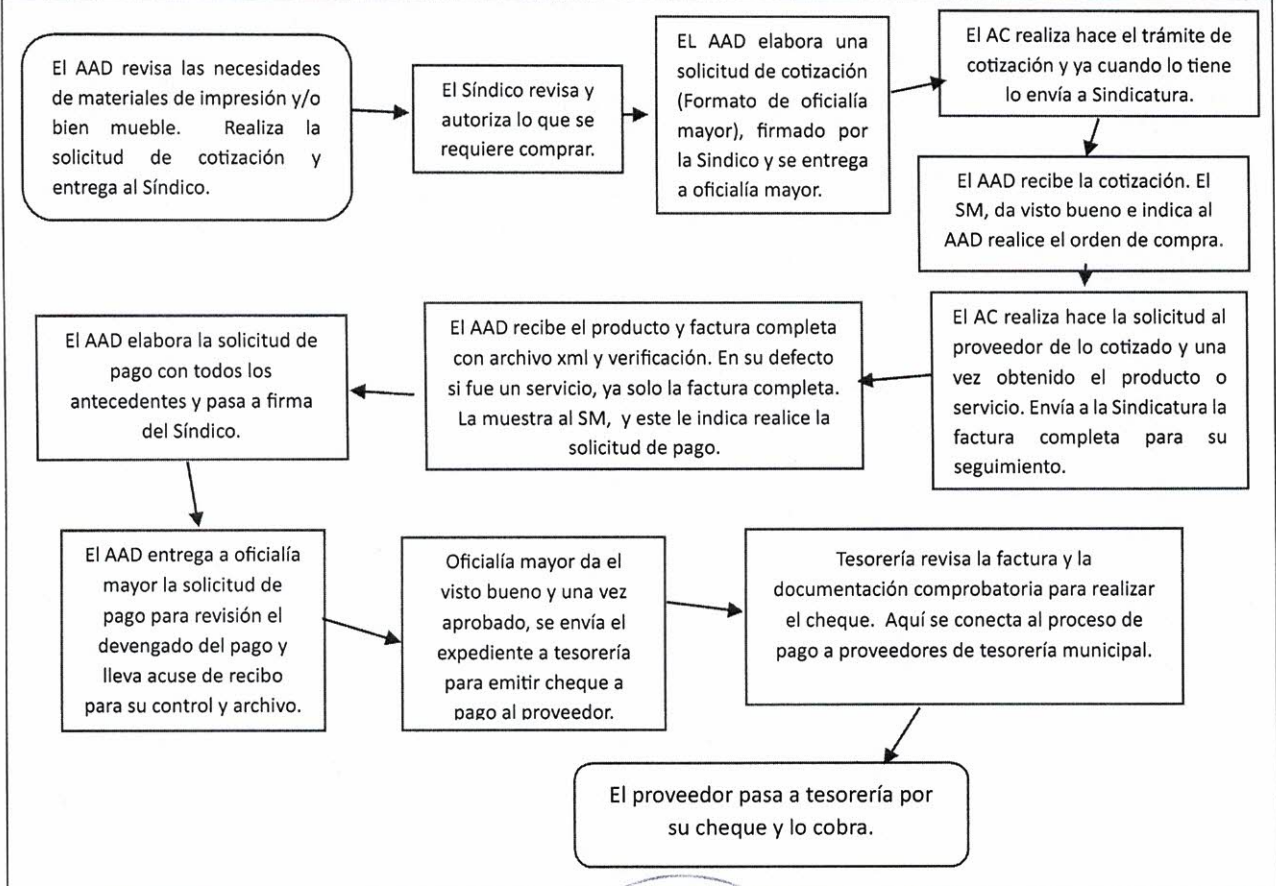 El AAD revisa las necesidades
de materiales de impresión y/o
bien mueble. Realiza la
solicitud de cotización y
entrega al Síndico.
El Síndico revisa y
autoriza lo que se
requiere comprar.
EL AAD elabora una
solicitud de cotización
(Formato de oficialía
mayor), firmado por
la Sindico y se entrega
a oficialía mayor.
El AC realiza hace el trámite de
cotización y ya cuando lo tiene
lo envía a Sindicatura.
El AAD recibe la cotización. El
SM, da visto bueno e indica al
AAD realice el orden de compra.
El AC realiza hace la solicitud al
proveedor de lo cotizado y una
vez obtenido el producto o
servicio. Envía a la Sindicatura la
factura completa para su
seguimiento.
El AAD recibe el producto y factura completa
con archivo xml y verificación. En su defecto
si fue un servicio, ya solo la factura completa.
La muestra al SM, y este le indica realice la
solicitud de pago.
El AAD elabora la solicitud de
pago con todos los
antecedentes y pasa a firma
del Síndico.
El AAD entrega a oficialía
mayor la solicitud de
pago para revisión el
devengado del pago y
lleva acuse de recibo
para su control y archivo.
Oficialía mayor da el
visto bueno y una vez
aprobado, se envía el
expediente a tesorería
para emitir cheque a
pago al proveedor.
Tesorería revisa la factura y la
documentación comprobatoria para realizar
el cheque. Aquí se conecta al proceso de
pago a proveedores de tesorería municipal.
El proveedor pasa a tesorería por
su cheque y lo cobra.